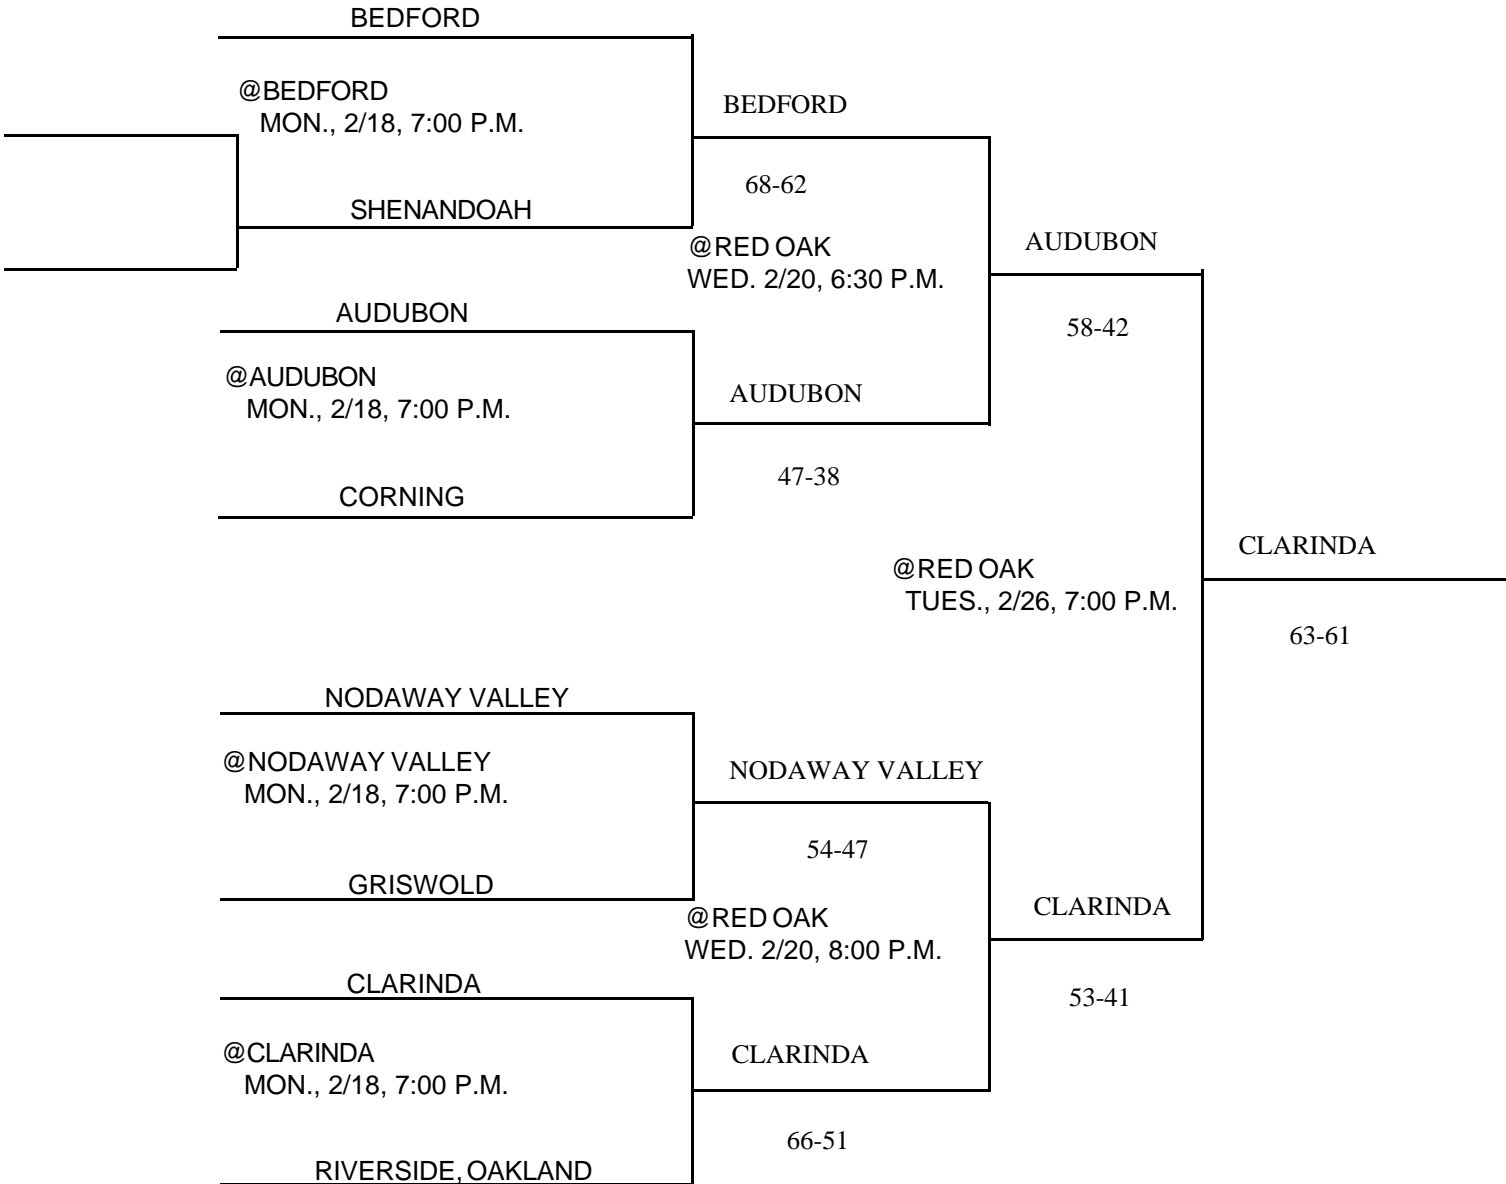 BEDFORD
@BEDFORD
MON., 2/18, 7:00 P.M.
BEDFORD
68-62
SHENANDOAH
@RED OAK
WED. 2/20, 6:30 P.M.
AUDUBON
58-42
AUDUBON
@AUDUBON
MON., 2/18, 7:00 P.M.
AUDUBON
47-38
CORNING
@RED OAK
TUES., 2/26, 7:00 P.M.
CLARINDA
63-61
NODAWAY VALLEY
@NODAWAY VALLEY
MON., 2/18, 7:00 P.M.
NODAWAY VALLEY
54-47
GRISWOLD
@RED OAK
WED. 2/20, 8:00 P.M.
CLARINDA
53-41
CLARINDA
@CLARINDA
MON., 2/18, 7:00 P.M.
CLARINDA
66-51
RIVERSIDE, OAKLAND